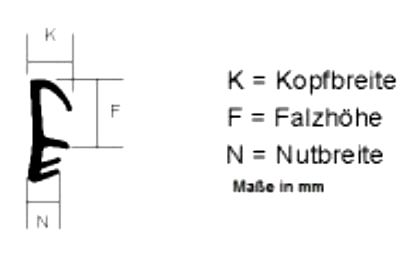 K
F
N
K = Kopfbreite
F = Falzhöhe
N = Nutbreite
Maße in mm